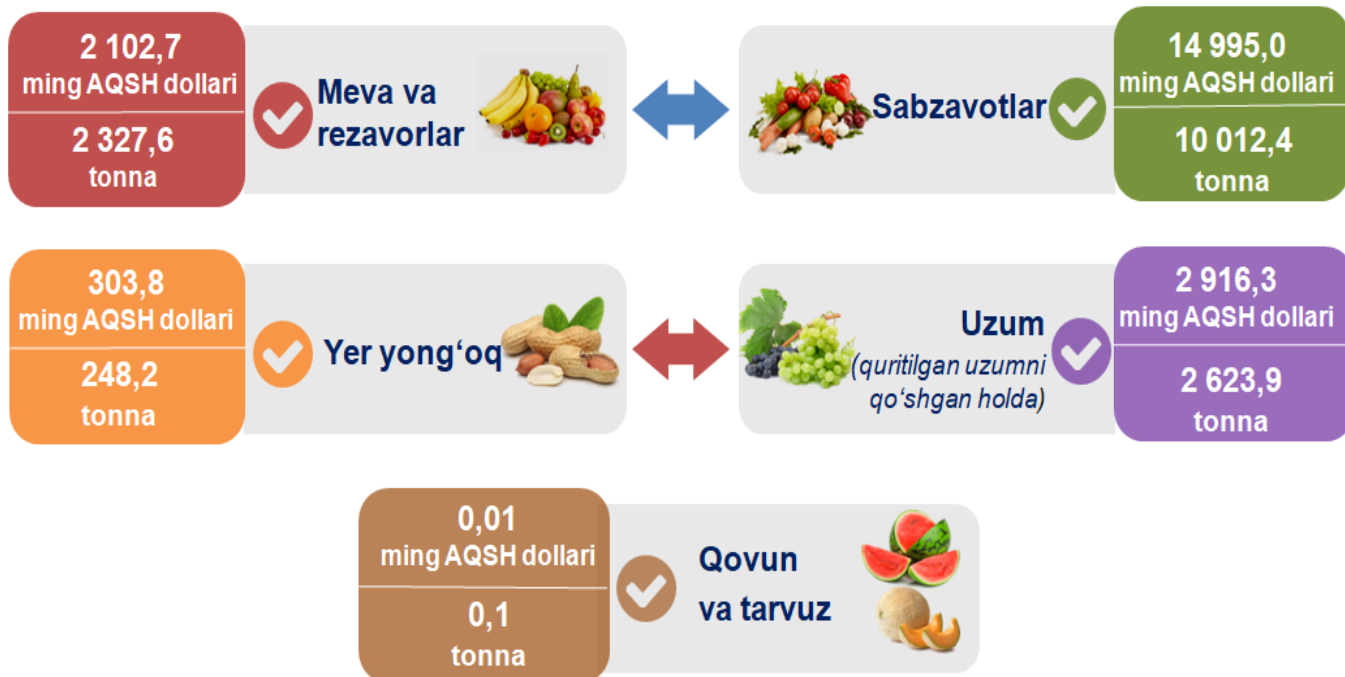 2 102,7
ming AQSH dollari
2 327,6
tonna
Meva va
rezavorlar
Sabzavotlar
14 995,0
ming AQSH dollari
10 012,4
tonna
303,8
ming AQSH dollari
248,2
tonna
Yer yong‘oq
Uzum
(quritilgan uzumni
qo‘shgan holda)
2 916,3
ming AQSH dollari
2 623,9
tonna
0,01
ming AQSH dollari
0,1
tonna
Qovun
va tarvuz